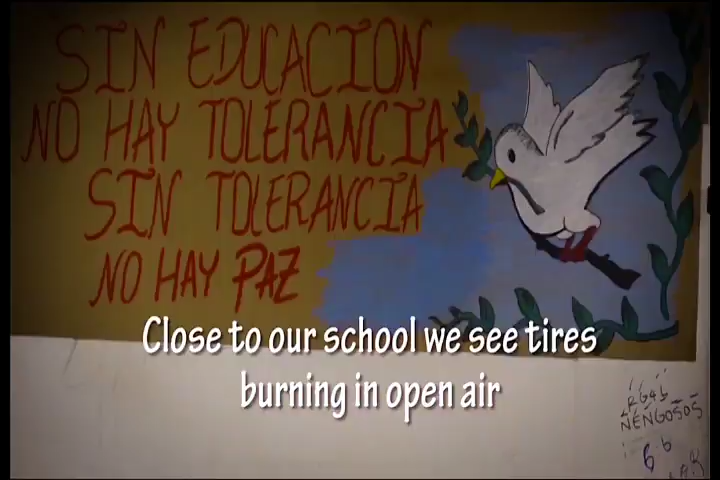 SIN EDUCACION
NO HAY TOLERANCIA
SIN TOLERANCIA
NO HAY PAZ
Close to our school we see tires
burning in open air
NENGOSOS